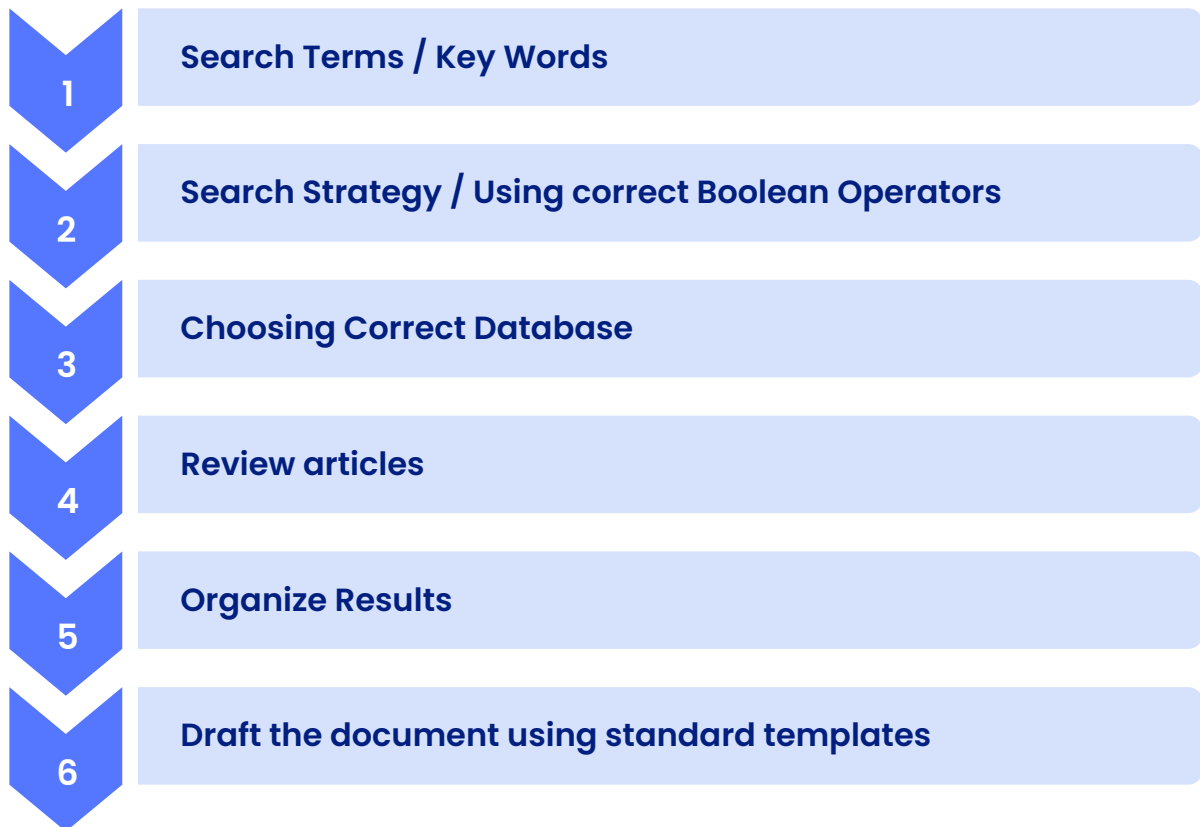 1
Search Terms / Key Words
2
Search Strategy / Using correct Boolean Operators
3
Choosing Correct Database
4
Review articles
5
Organize Results
6
Draft the document using standard templates